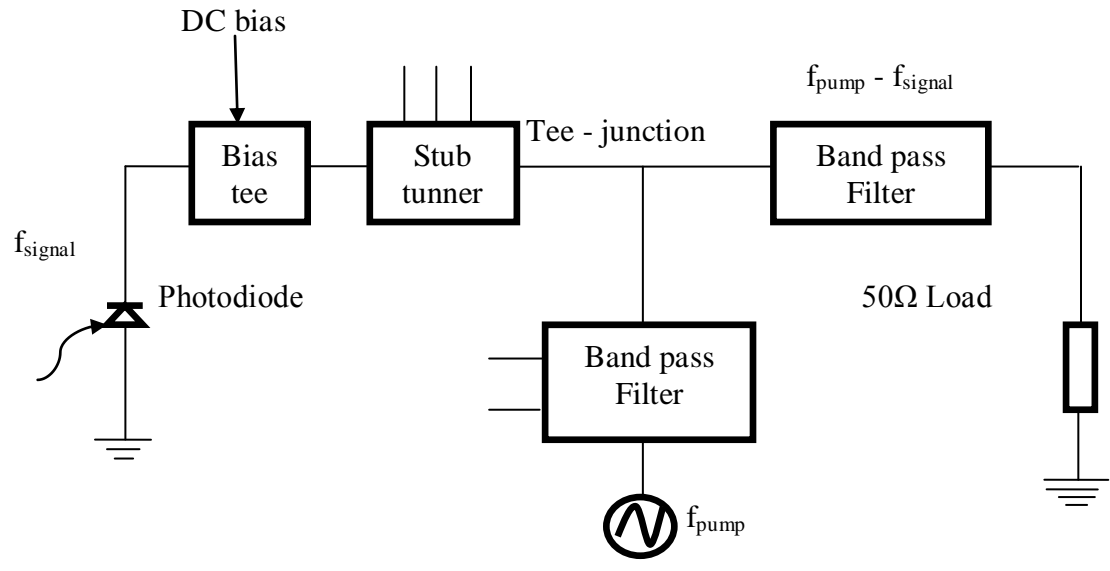 DC bias
f_pump - f_signal
Tee - junction
Bias
tee
Stub
tunner
Band pass
Filter
f_signal
Photodiode
50Ω Load
Band pass
Filter
f_pump